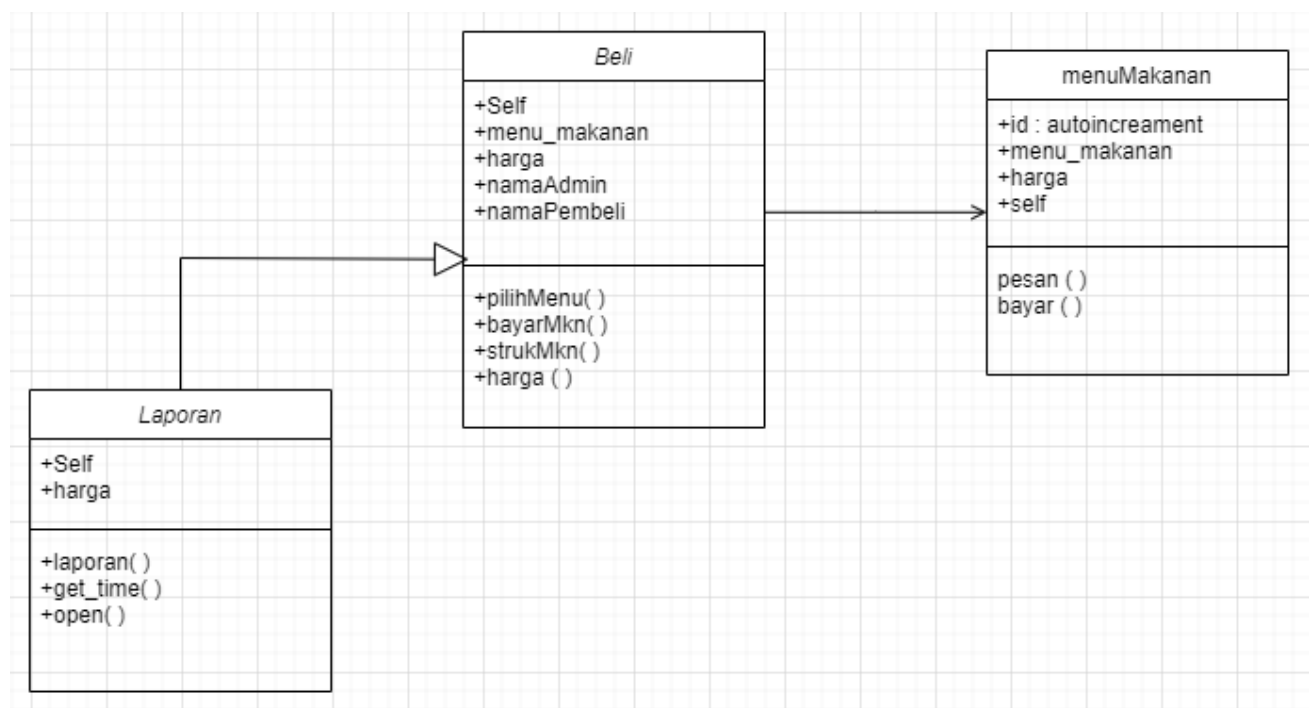 Beli
+Self
+menu_makanan
+harga
+namaAdmin
+namaPembeli
+pilihMenu( )
+bayarMkn( )
+strukMkn( )
+harga ( )
menuMakanan
+id : autoincreament
+menu_makanan
+harga
+self
pesan ( )
bayar ( )
Laporan
+Self
+harga
+laporan( )
+get_time( )
+open( )